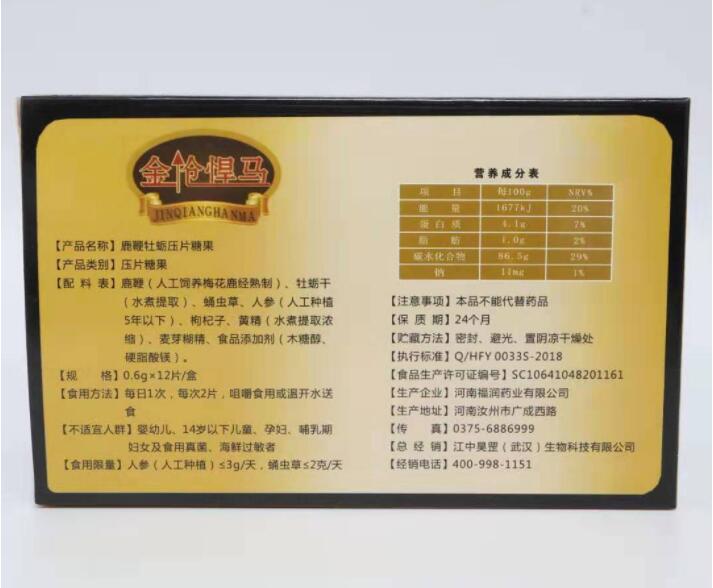 金枪悍马
JINQIANGHANMA
【产品名称】鹿鞭牡蛎压片糖果
【产品类别】压片糖果
【配 料 表】鹿鞭（人工饲养梅花鹿经熟制）、牡蛎干
（水煮提取）、蛹虫草、人参（人工种植
5年以下）、枸杞子、黄精（水煮提取浓
缩）、麦芽糊精、食品添加剂（木糖醇、
硬脂酸镁）。
【规 格】0.6g×12片/盒
【食用方法】每日1次，每次2片，咀嚼食用或温开水送
食
【不适宜人群】婴幼儿、14岁以下儿童、孕妇、哺乳期
妇女及食用真菌、海鲜过敏者
【食用限量】人参（人工种植）≤3g/天，蛹虫草≤2克/天
营养成分表
项 目 每100g NRV%
能 量 1677kJ 20%
蛋白质 4.1g 7%
脂 肪 1.0g 2%
碳水化合物 86.5g 29%
钠 11mg 1%
【注意事项】本品不能代替药品
【保 质 期】24个月
【贮藏方法】密封、避光、置阴凉干燥处
【执行标准】Q/HFY 0033S-2018
【食品生产许可证编号】SC10641048201161
【生产企业】河南福润药业有限公司
【生产地址】河南汝州市广成西路
【传 真】0375-6886999
【总 经 销】江中昊罡（武汉）生物科技有限公司
【经销电话】400-998-1151